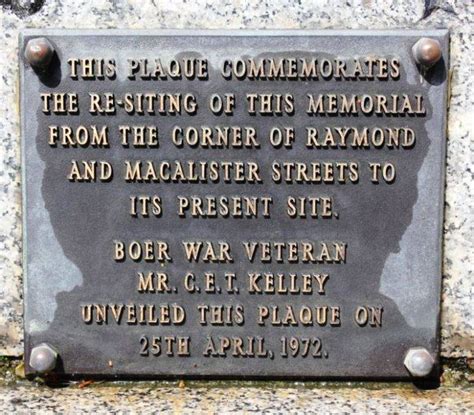 THIS PLAQUE COMMEMORATES
THE RE-SITING OF THIS MEMORIAL
FROM THE CORNER OF RAYMOND
AND MACALISTER STREETS TO
ITS PRESENT SITE.
BOER WAR VETERAN
MR. C.E.T. KELLEY
UNVEILED THIS PLAQUE ON
25TH APRIL, 1972.